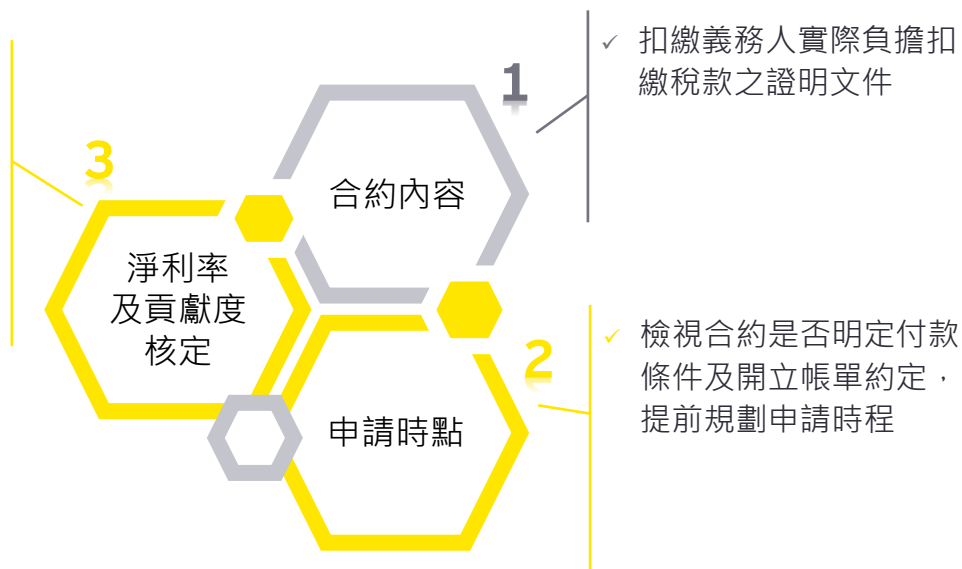 1
✓ 扣繳義務人實際負擔扣
繳稅款之證明文件
合約內容
3
淨利率
及貢獻度
核定
2
✓ 檢視合約是否明定付款
條件及開立帳單約定，
提前規劃申請時程
申請時點